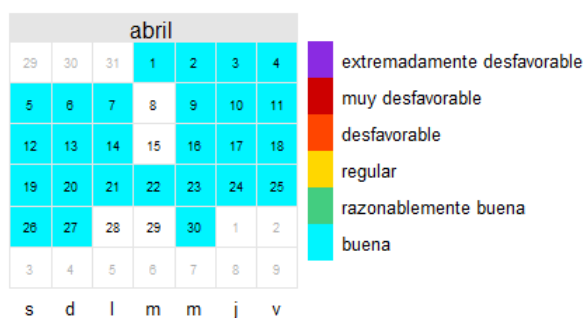 abril
29 30 31 1 2 3 4
5 6 7 8 9 10 11
12 13 14 15 16 17 18
19 20 21 22 23 24 25
26 27 28 29 30 1 2
3 4 5 6 7 8 9
s d l m m j v
extremadamente desfavorable
muy desfavorable
desfavorable
regular
razonablemente buena
buena